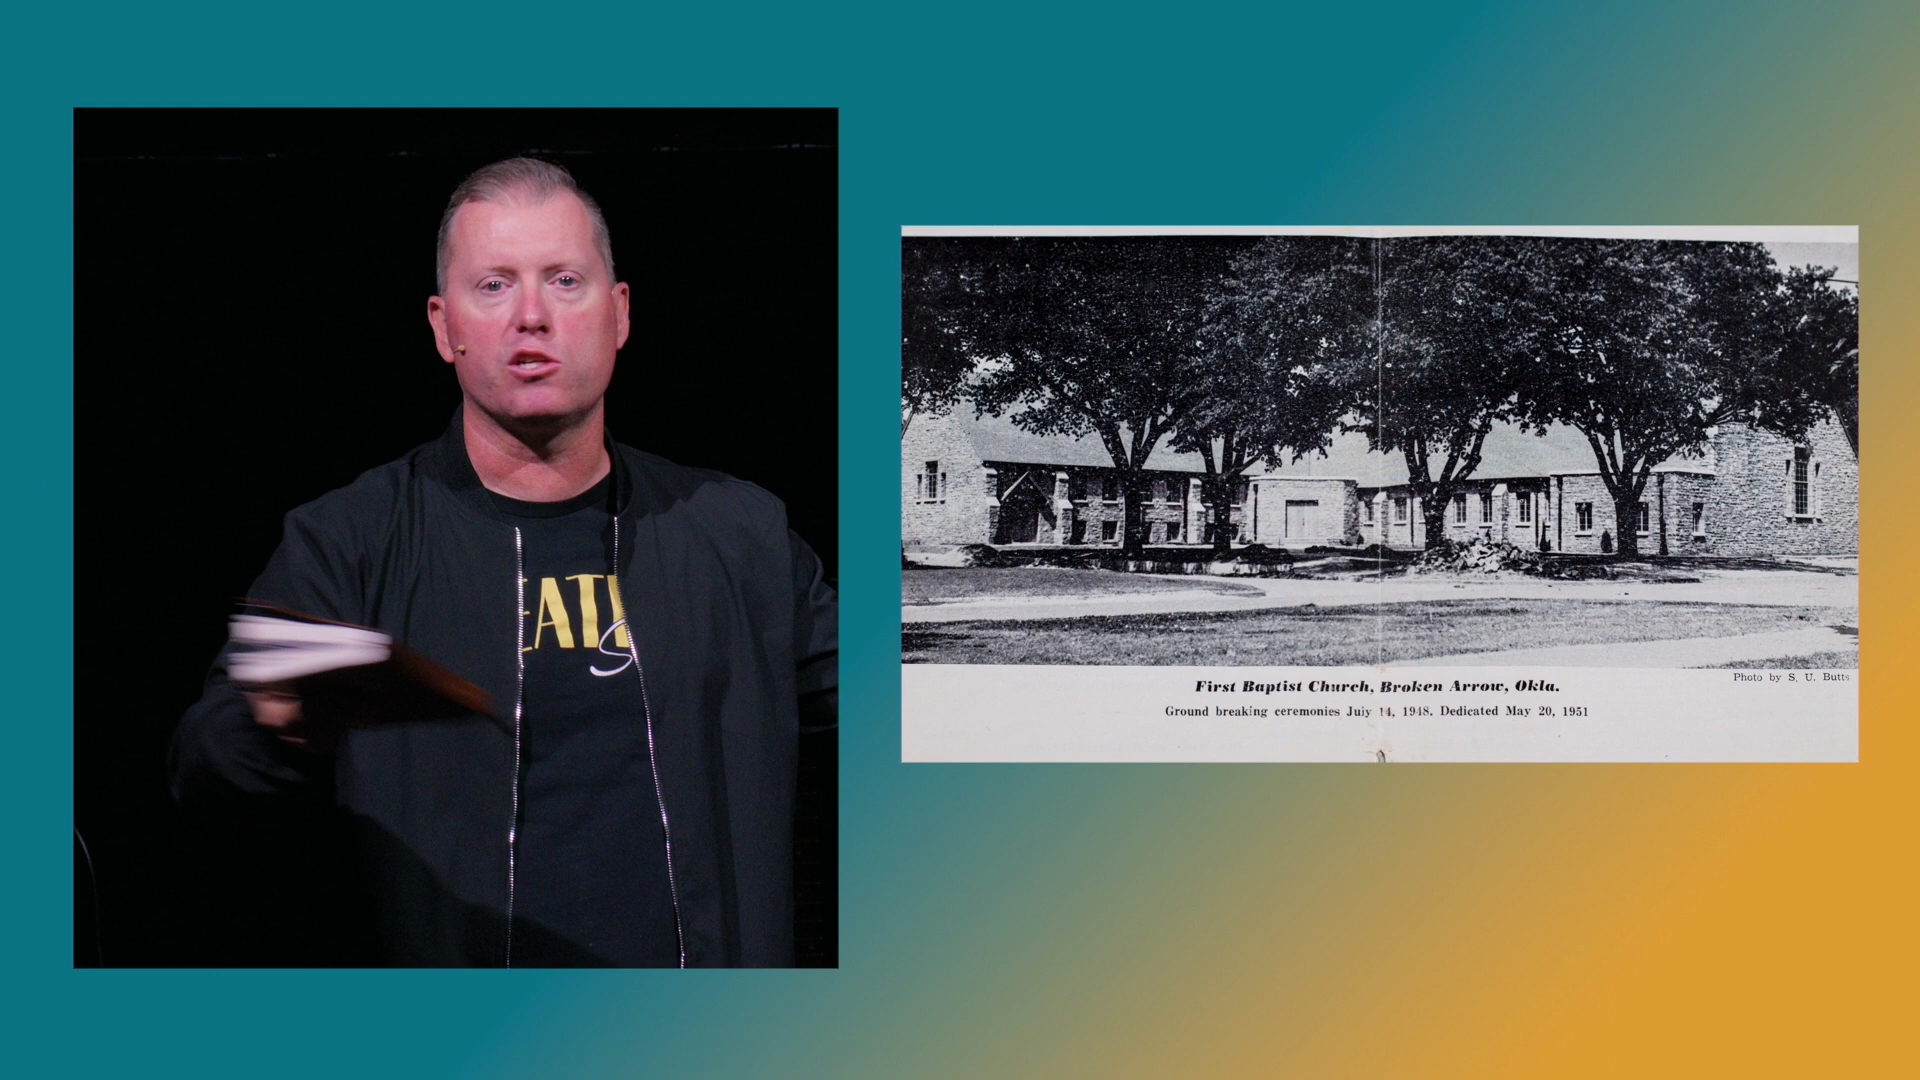 EATH
S
Photo by S. U. Butts
First Baptist Church, Broken Arrow, Okla.
Ground breaking ceremonies July 14, 1948. Dedicated May 20, 1951